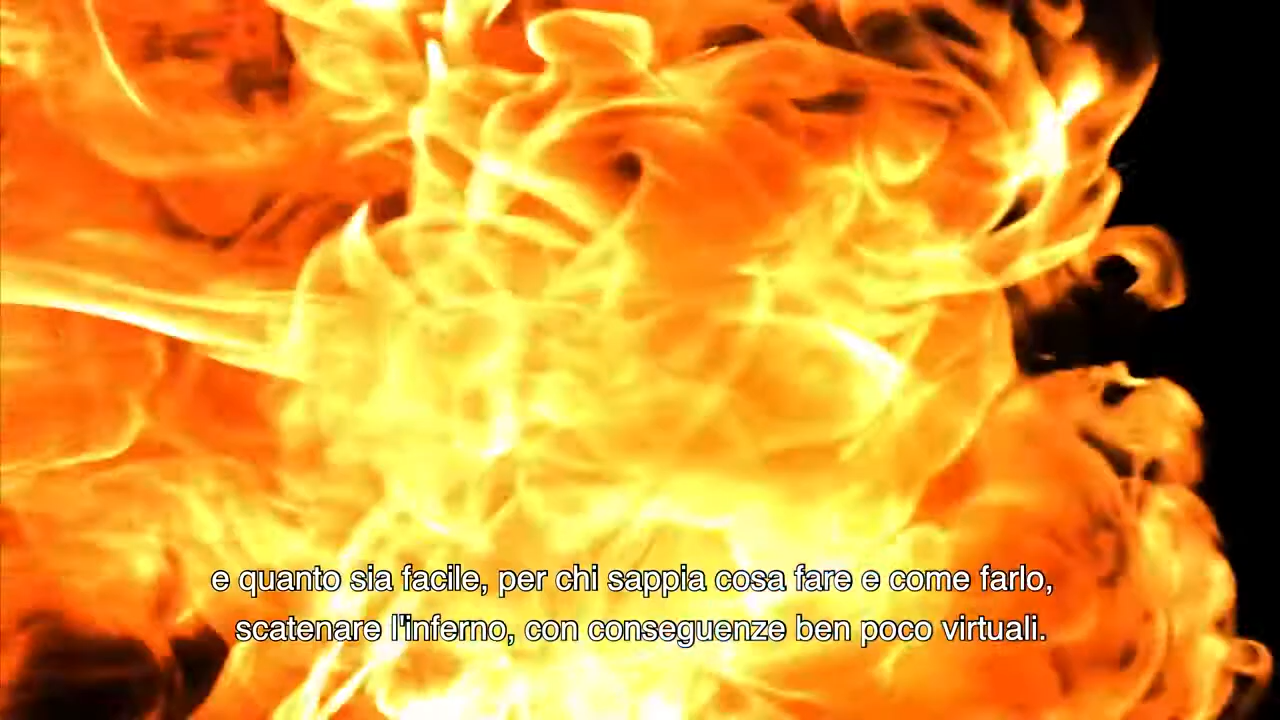 e quanto sia facile, per chi sappia cosa fare e come farlo,
scatenare l'inferno, con conseguenze ben poco virtuali.